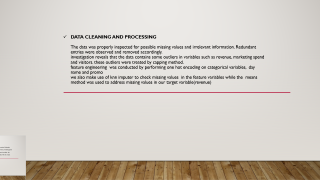 DATA CLEANING AND PROCESSING
The data was properly inspected for possible missing values and irrelevant information. Redundant
entries were observed and removed accordingly.
investigation reveals that the data contains some outliers in variables such as revenue, marketing spend
and visitors. these outliers were treated by capping method.
feature engineering was conducted by performing one hot encoding on categorical variables, day
name and promo
we also make use of knn imputer to check missing values in the feature variables while the means
method was used to address missing values in our target variable(revenue)